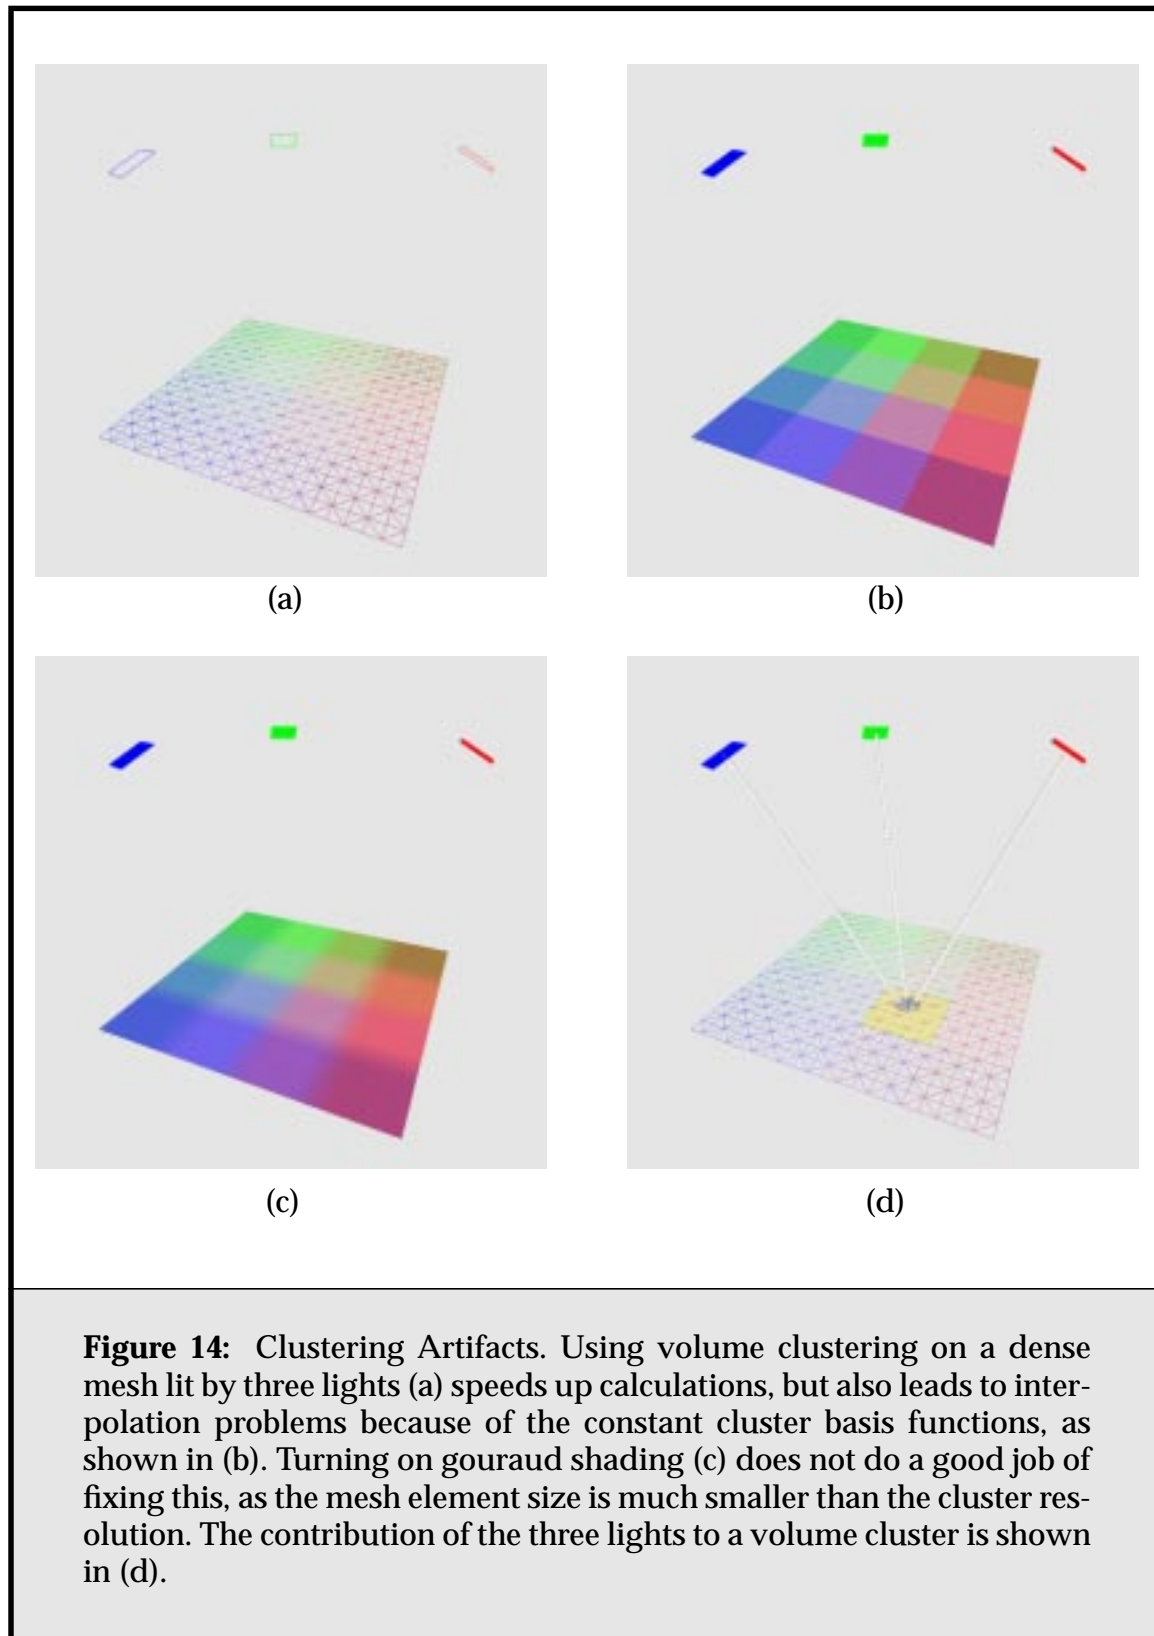 (a)
(b)
(c)
(d)
Figure 14: Clustering Artifacts. Using volume clustering on a dense
mesh lit by three lights (a) speeds up calculations, but also leads to inter-
polation problems because of the constant cluster basis functions, as
shown in (b). Turning on gouraud shading (c) does not do a good job of
fixing this, as the mesh element size is much smaller than the cluster res-
olution. The contribution of the three lights to a volume cluster is shown
in (d).